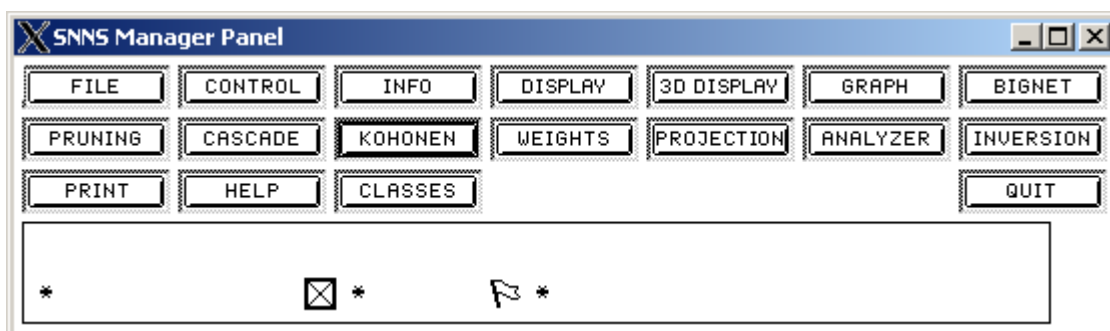 SNNS Manager Panel
FILE CONTROL INFO DISPLAY 3D DISPLAY GRAPH BIGNET
PRUNING CASCADE KOHONEN WEIGHTS PROJECTION ANALYZER INVERSION
PRINT HELP CLASSES QUIT
* * *